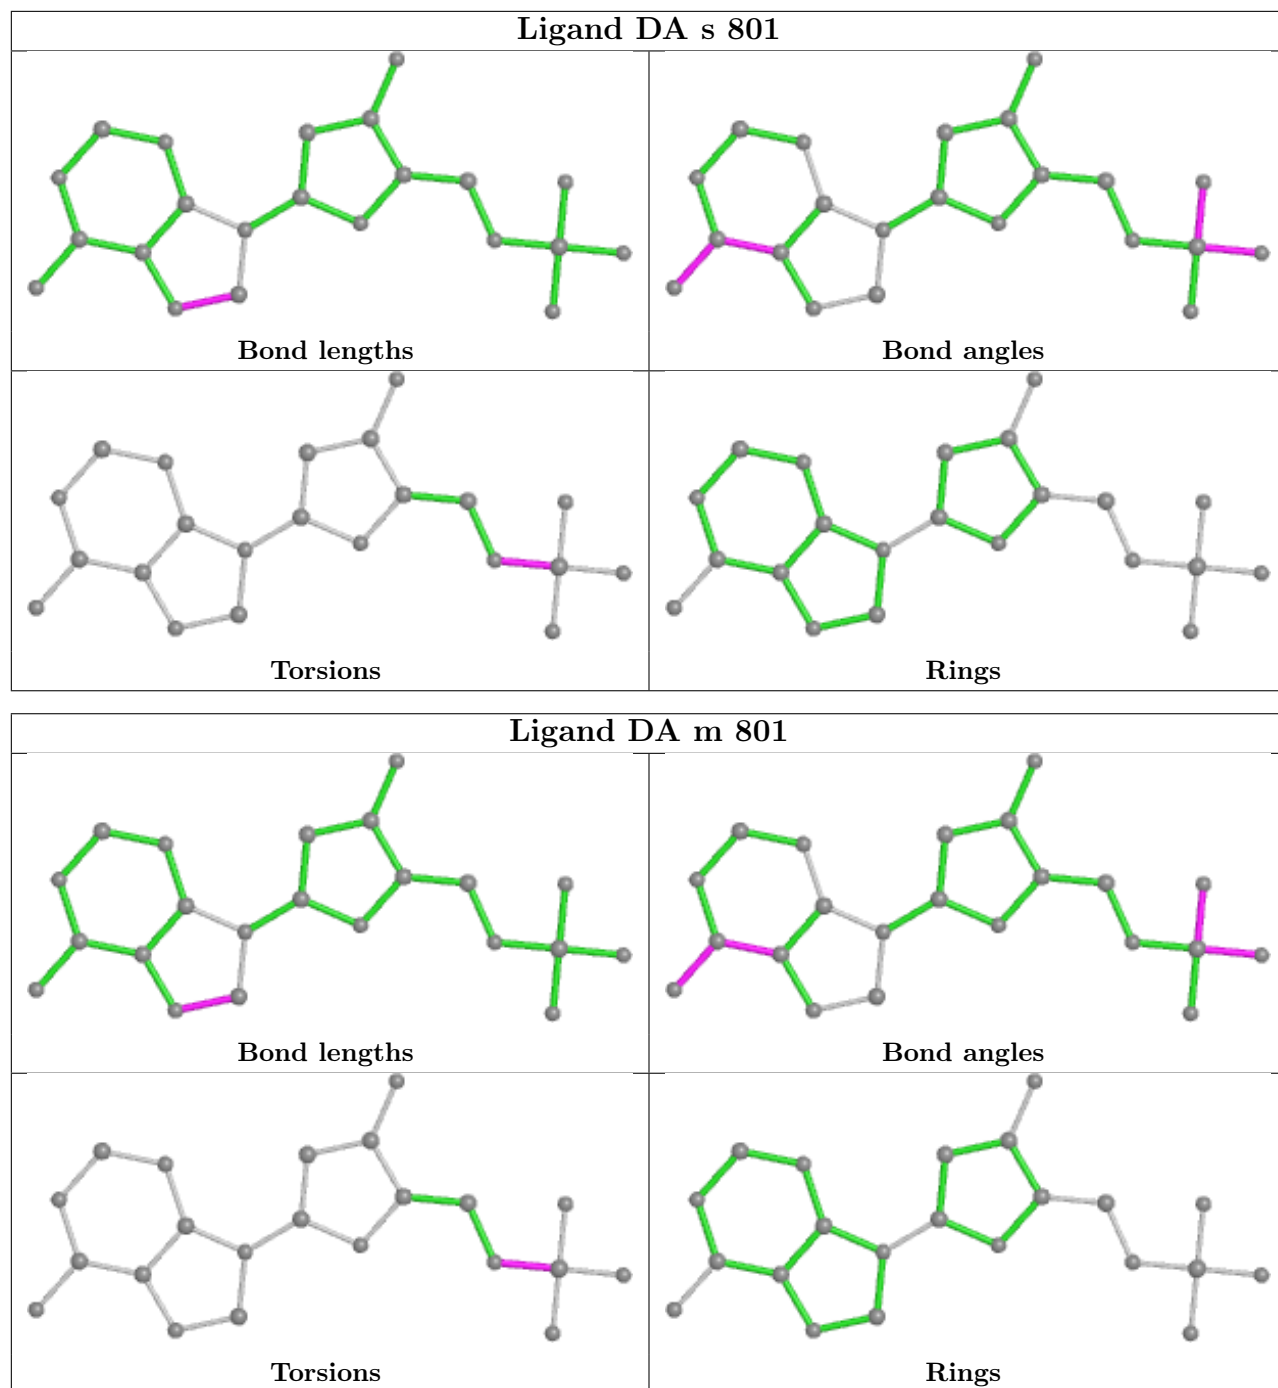 Ligand DA s 801
Bond lengths
Bond angles
Torsions
Rings
Ligand DA m 801
Bond lengths
Bond angles
Torsions
Rings